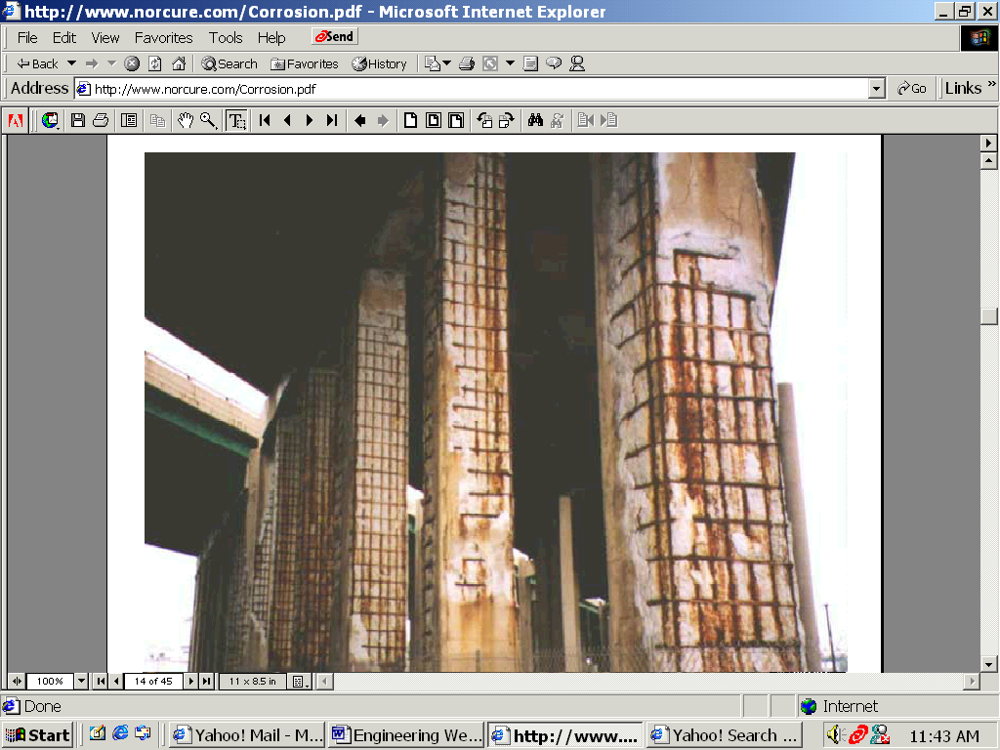 http://www.norcure.com/Corrosion.pdf - Microsoft Internet Explorer
File Edit View Favorites Tools Help Send
Back Search Favorites History
Address http://www.norcure.com/Corrosion.pdf Go Links »
100% 14 of 45 11 x 8.5 in
Done Internet
Start Yahoo! Mail - M... Engineering We... http://www.... Yahoo! Search ... 11:43 AM